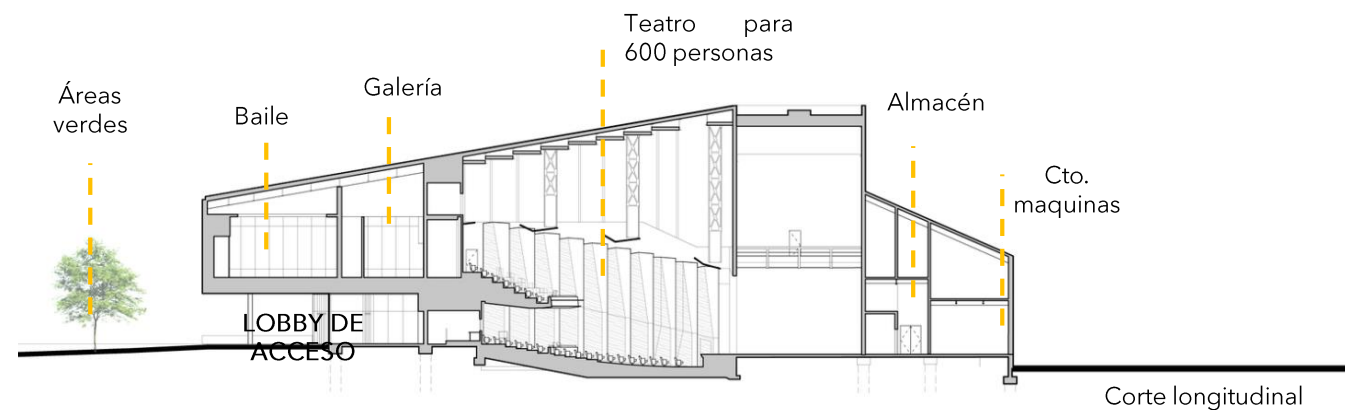 Teatro para
600 personas
Áreas
verdes
Baile
Galería
Almacén
Cto.
maquinas
LOBBY DE
ACCESO
Corte longitudinal